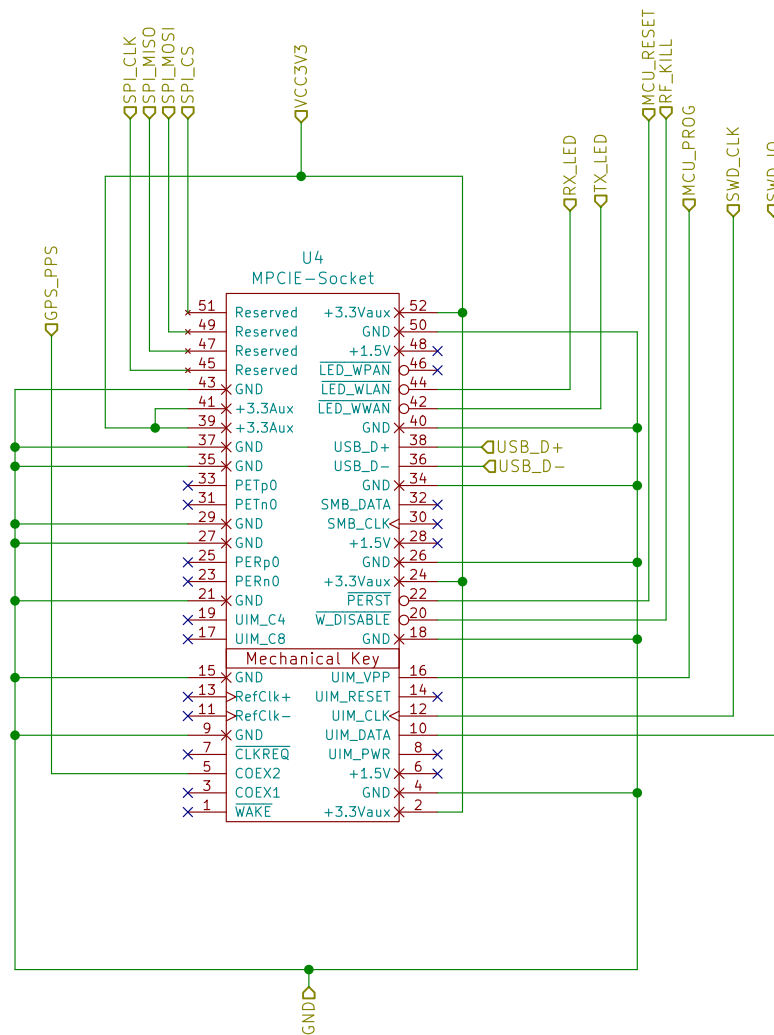 SPI_CLK
SPI_MISO
SPI_MOSI
SPI_CS
VCC3V3
RX_LED
TX_LED
MCU_RESET
RF_KILL
MCU_PROG
SWD_CLK
GPS_PPS
U4
MPCIE-Socket
51 Reserved +3.3Vaux 52
49 Reserved GND 50
47 Reserved +1.5V 48
45 Reserved LED_WPAN 46
43 GND LED_WLAN 44
41 +3.3Aux LED_WWAN 42
39 +3.3Aux GND 40
37 GND USB_D+ 38 USB_D+
35 GND USB_D- 36 USB_D-
33 PETp0 GND 34
31 PETn0 SMB_DATA 32
29 GND SMB_CLK 30
27 GND +1.5V 28
25 PERp0 GND 26
23 PERn0 +3.3Vaux 24
21 GND PERST 22
19 UIM_C4 W_DISABLE 20
17 UIM_C8 GND 18
Mechanical Key
15 GND UIM_VPP 16
13 RefClk+ UIM_RESET 14
11 RefClk- UIM_CLK 12
9 GND UIM_DATA 10
7 CLKREQ UIM_PWR 8
5 COEX2 +1.5V 6
3 COEX1 GND 4
1 WAKE +3.3Vaux 2
GND